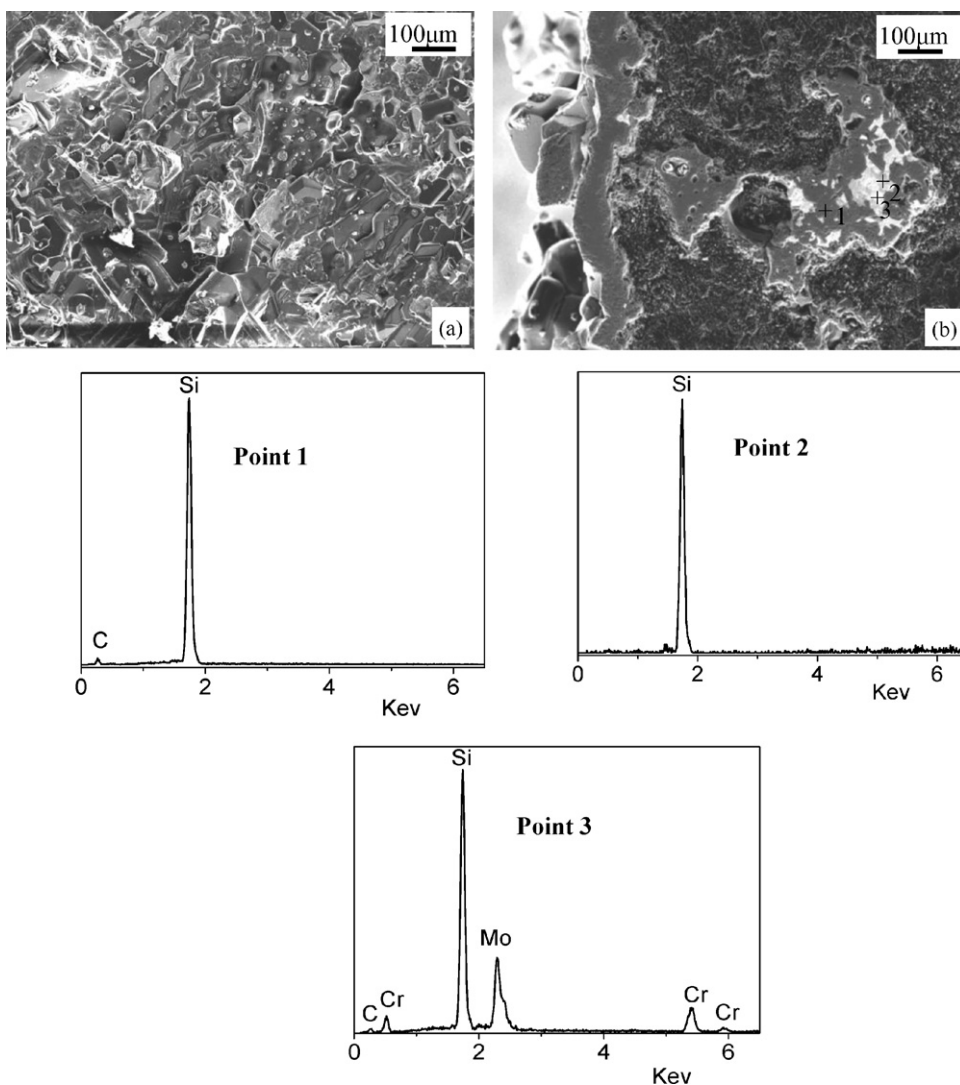 100μm
100μm
+2
+3
+1
(a)
(b)
Si
Point 1
C
0 2 4 6
Kev
Si
Point 2
0 2 4 6
Kev
Si
Point 3
Mo
C Cr
Cr
Cr
0 2 4 6
Kev